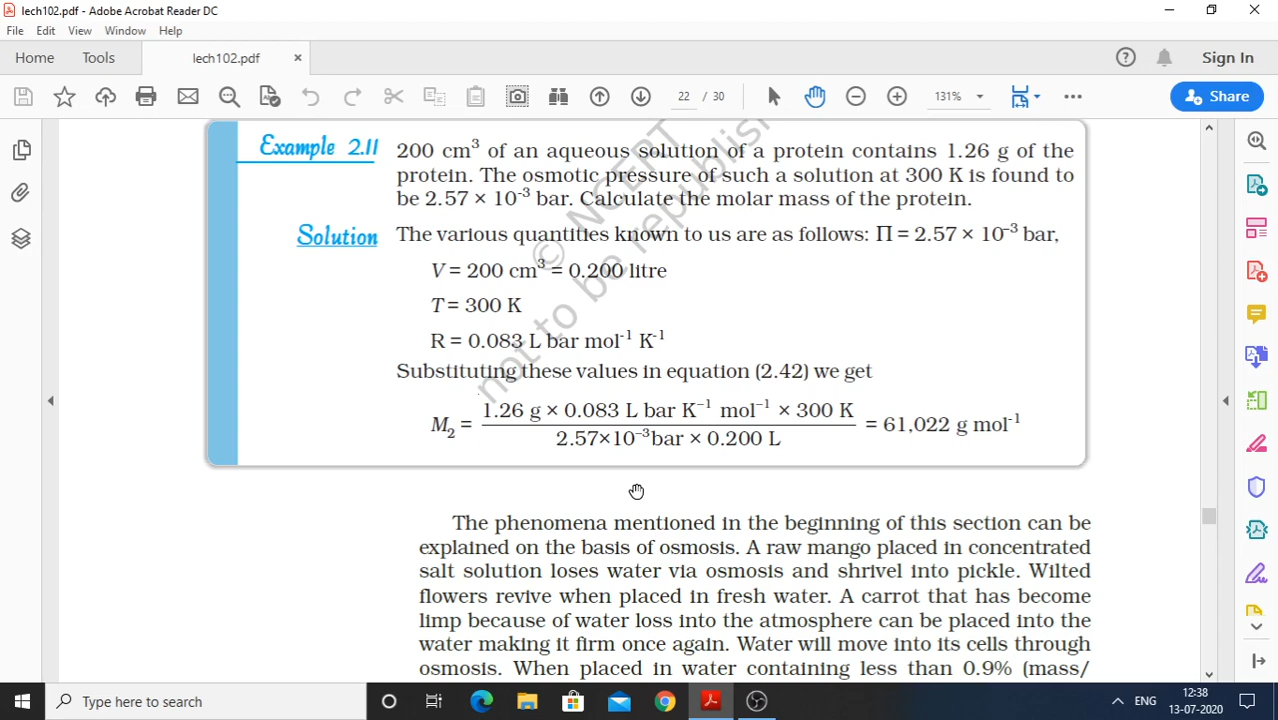 lech102.pdf - Adobe Acrobat Reader DC
File Edit View Window Help
Home Tools lech102.pdf × Sign In
22 / 30 131% Share
Example 2.11 200 cm³ of an aqueous solution of a protein contains 1.26 g of the
protein. The osmotic pressure of such a solution at 300 K is found to
be 2.57 × 10⁻³ bar. Calculate the molar mass of the protein.
Solution The various quantities known to us are as follows: Π = 2.57 × 10⁻³ bar,
V = 200 cm³ = 0.200 litre
T = 300 K
R = 0.083 L bar mol⁻¹ K⁻¹
Substituting these values in equation (2.42) we get
M₂ = 1.26 g × 0.083 L bar K⁻¹ mol⁻¹ × 300 K / 2.57×10⁻³ bar × 0.200 L = 61,022 g mol⁻¹
© NCERT
not to be republish
The phenomena mentioned in the beginning of this section can be
explained on the basis of osmosis. A raw mango placed in concentrated
salt solution loses water via osmosis and shrivel into pickle. Wilted
flowers revive when placed in fresh water. A carrot that has become
limp because of water loss into the atmosphere can be placed into the
water making it firm once again. Water will move into its cells through
osmosis. When placed in water containing less than 0.9% (mass/
Type here to search ENG 12:38
13-07-2020